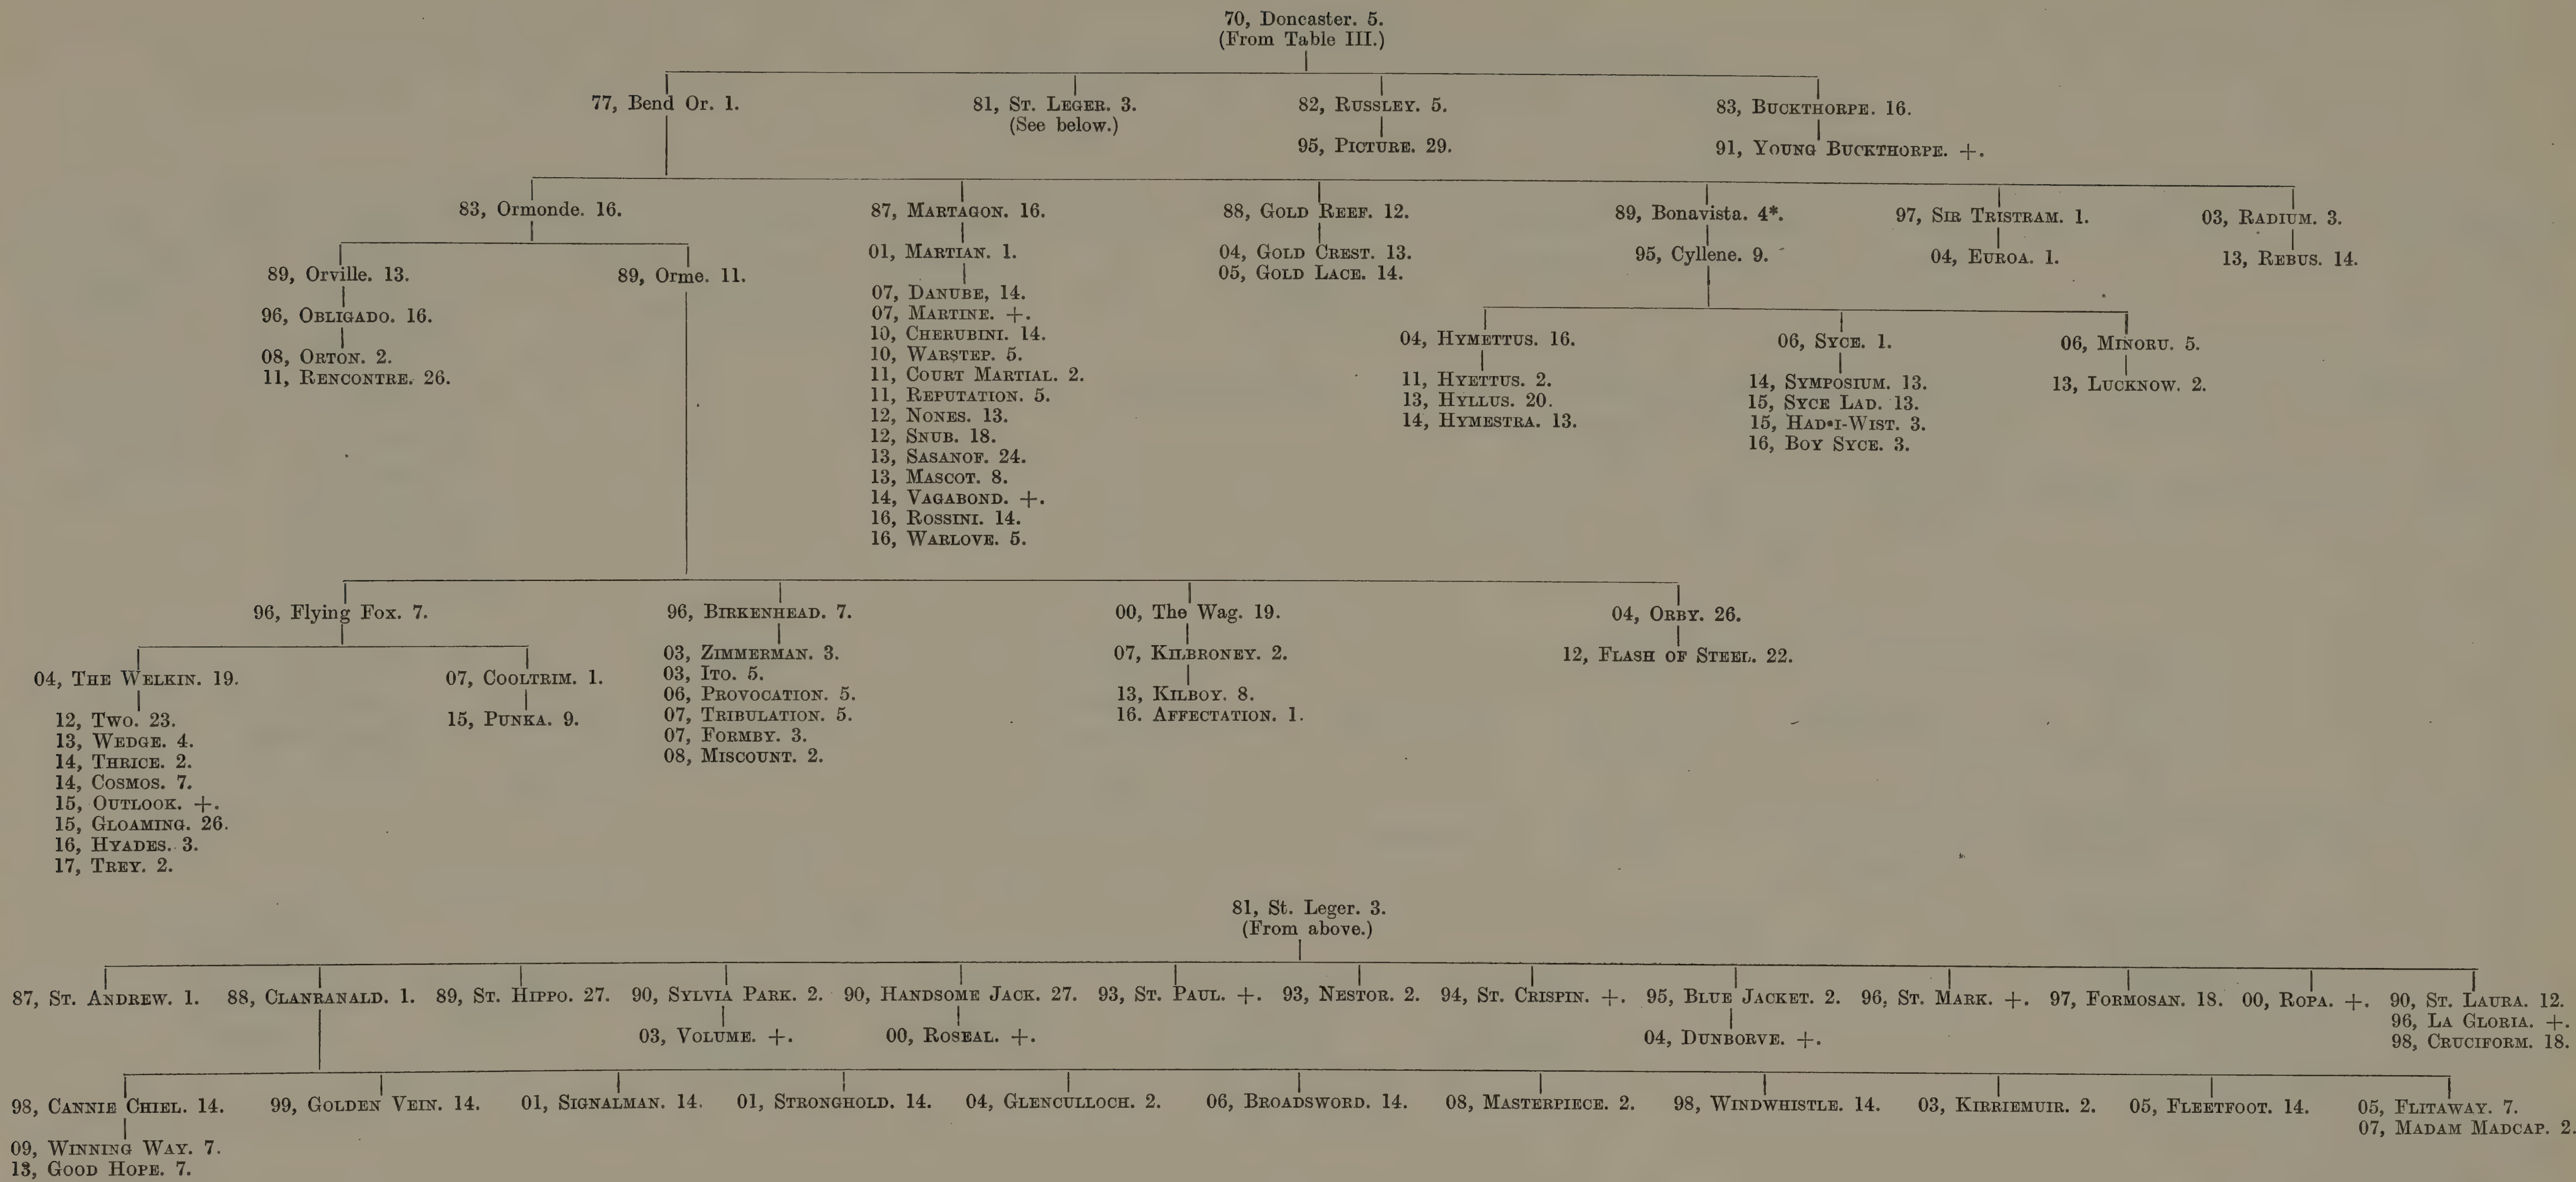 70, Doncaster. 5.
(From Table III.)
77, Bend Or. 1.
81, St. Leger. 3.
(See below.)
82, Russley. 5.
95, Picture. 29.
83, Buckthorpe. 16.
91, Young Buckthorpe. +.
83, Ormonde. 16.
89, Orville. 13.
96, Obligado. 16.
08, Orton. 2.
11, Rencontre. 26.
89, Orme. 11.
87, Martagon. 16.
01, Martian. 1.
07, Danube, 14.
07, Martine. +.
10, Cherubini. 14.
10, Warstep. 5.
11, Court Martial. 2.
11, Reputation. 5.
12, Nones. 13.
12, Snub. 18.
13, Sasanof. 24.
13, Mascot. 8.
14, Vagabond. +.
16, Rossini. 14.
16, Warlove. 5.
88, Gold Reef. 12.
04, Gold Crest. 13.
05, Gold Lace. 14.
89, Bonavista. 4*.
95, Cyllene. 9.
04, Hymettus. 16.
11, Hyettus. 2.
13, Hyllus. 20.
14, Hymestra. 13.
06, Syce. 1.
14, Symposium. 13.
15, Syce Lad. 13.
15, Had-I-Wist. 3.
16, Boy Syce. 3.
06, Minoru. 5.
13, Lucknow. 2.
97, Sir Tristram. 1.
04, Euroa. 1.
03, Radium. 3.
13, Rebus. 14.
96, Flying Fox. 7.
04, The Welkin. 19.
12, Two. 23.
13, Wedge. 4.
14, Thrice. 2.
14, Cosmos. 7.
15, Outlook. +.
15, Gloaming. 26.
16, Hyades. 3.
17, Trey. 2.
07, Cooltrim. 1.
15, Punka. 9.
96, Birkenhead. 7.
03, Zimmerman. 3.
03, Ito. 5.
06, Provocation. 5.
07, Tribulation. 5.
07, Formby. 3.
08, Miscount. 2.
00, The Wag. 19.
07, Kilbroney. 2.
13, Kilboy. 8.
16. Affectation. 1.
04, Orby. 26.
12, Flash of Steel. 22.
81, St. Leger. 3.
(From above.)
87, St. Andrew. 1.
88, Clanranald. 1.
89, St. Hippo. 27.
90, Sylvia Park. 2.
03, Volume. +.
90, Handsome Jack. 27.
00, Roseal. +.
93, St. Paul. +.
93, Nestor. 2.
94, St. Crispin. +.
95, Blue Jacket. 2.
04, Dunborve. +.
96, St. Mark. +.
97, Formosan. 18.
00, Ropa. +.
90, St. Laura. 12.
96, La Gloria. +.
98, Cruciform. 18.
98, Cannie Chiel. 14.
09, Winning Way. 7.
13, Good Hope. 7.
99, Golden Vein. 14.
01, Signalman. 14.
01, Stronghold. 14.
04, Glenculloch. 2.
06, Broadsword. 14.
08, Masterpiece. 2.
98, Windwhistle. 14.
03, Kirriemuir. 2.
05, Fleetfoot. 14.
05, Flitaway. 7.
07, Madam Madcap. 2.